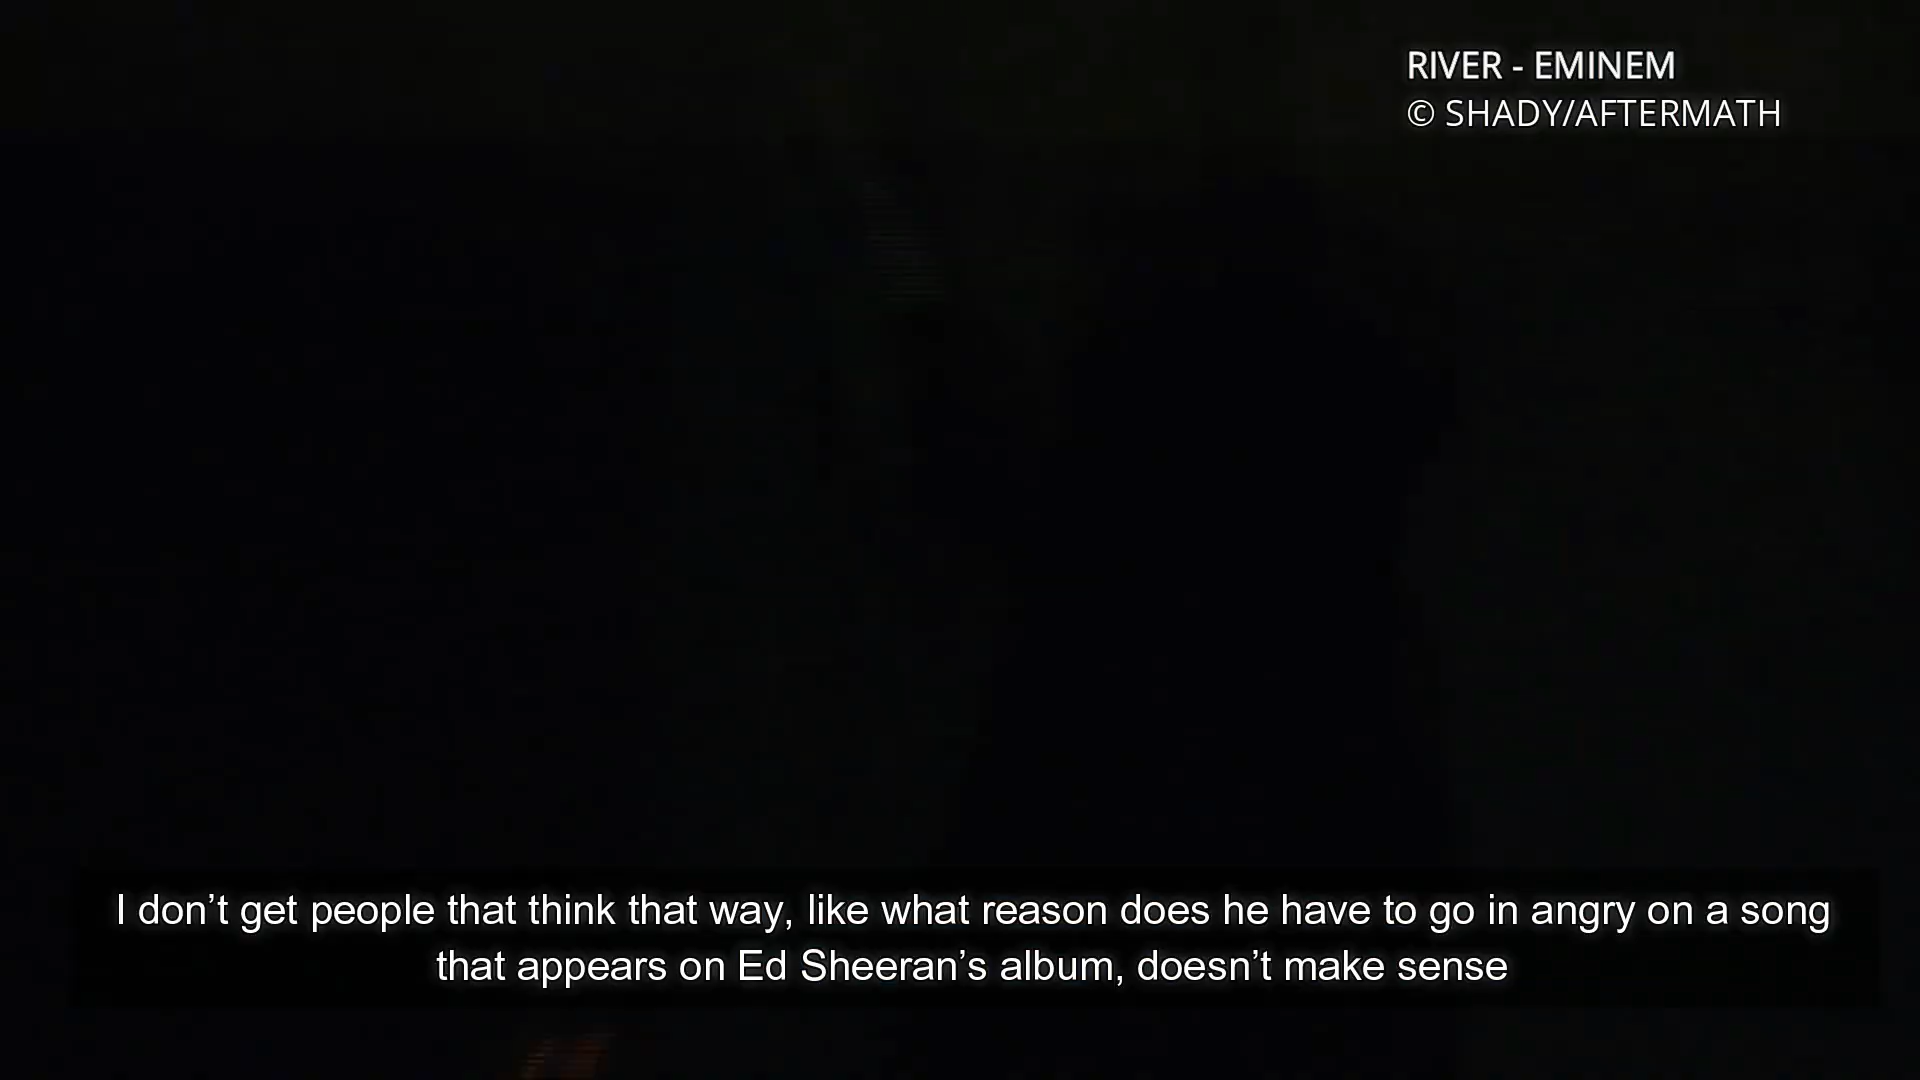 RIVER - EMINEM
© SHADY/AFTERMATH
I don’t get people that think that way, like what reason does he have to go in angry on a song
that appears on Ed Sheeran’s album, doesn’t make sense